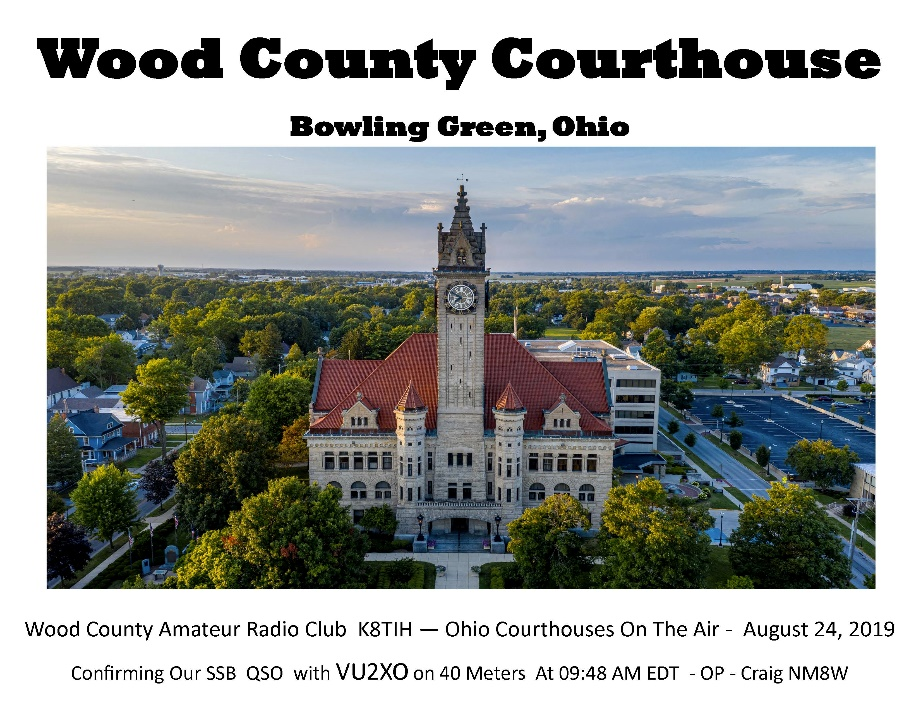 Wood County Courthouse
Bowling Green, Ohio
Wood County Amateur Radio Club K8TIH — Ohio Courthouses On The Air - August 24, 2019
Confirming Our SSB QSO with VU2XO on 40 Meters At 09:48 AM EDT - OP - Craig NM8W